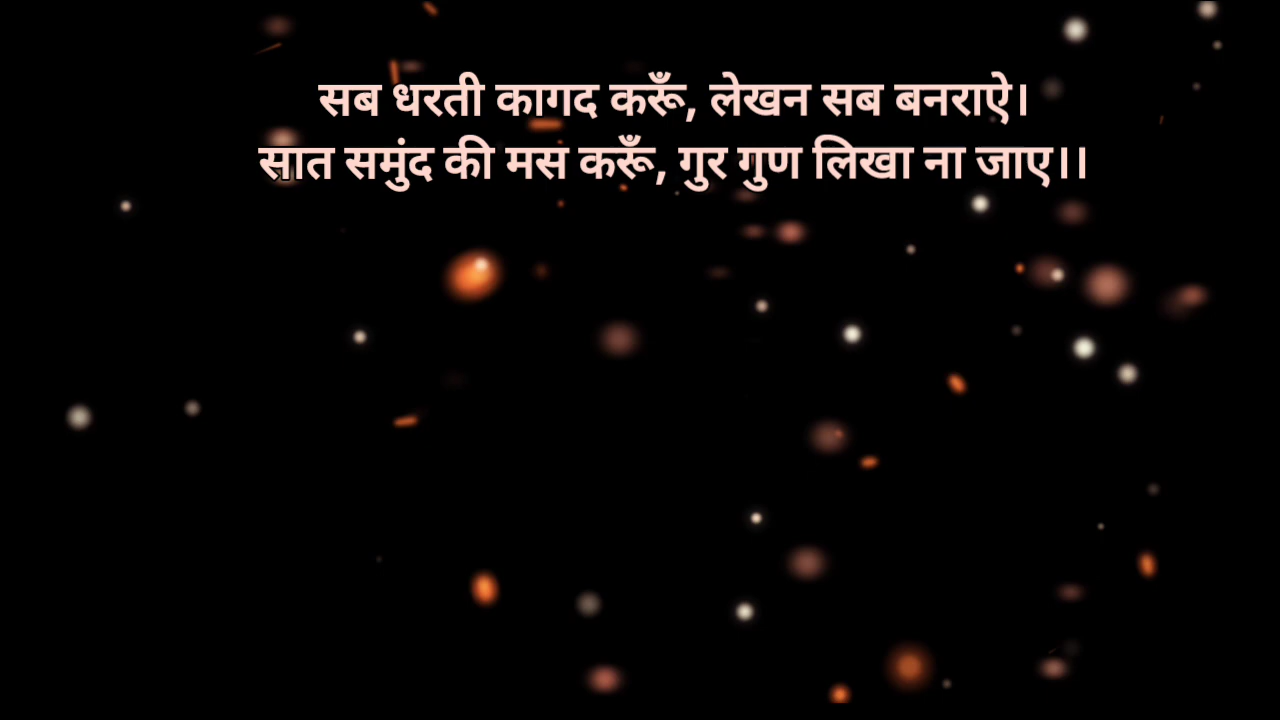 सब धरती कागद करूँ, लेखन सब बनराऐ।
सात समुंद की मस करूँ, गुर गुण लिखा ना जाए।।